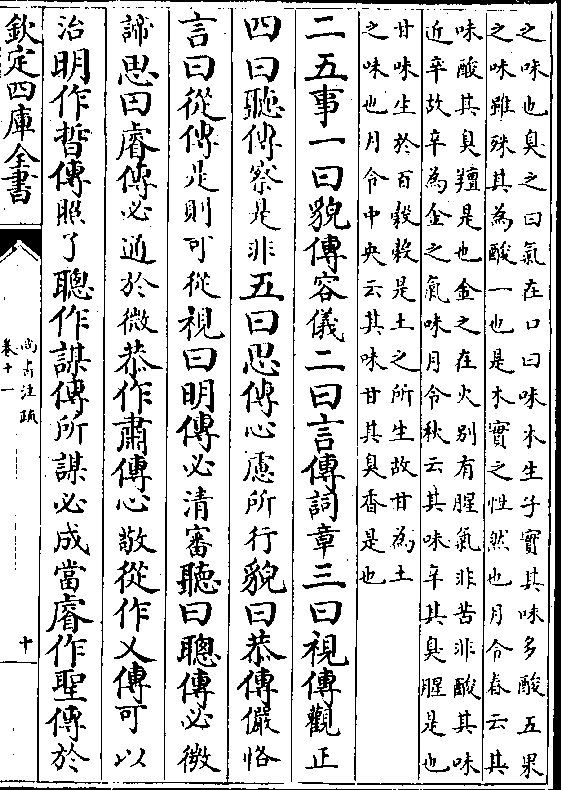 之味也臭之曰氣在口曰味木生子實其味多酸五果
之味雖殊其為酸一也是木實之性然也月令春云其
味酸其臭羶是也金之在火别有腥氣非苦非酸其味
近辛故辛為金之氣味月令秋云其味辛其臭腥是也
甘味生於百穀穀是土之所生故甘為土
之味也月令中央云其味甘其臭香是也
二五事一曰貌傳容儀二曰言傳詞章三曰視傳觀正
四曰聽傳察是非五曰思傳心慮所行貌曰恭傳儼恪
言曰從傳是則可從視曰明傳必清審聽曰聰傳必微
諦思曰睿傳必通於微恭作肅傳心敬從作乂傳可以
治明作晢傳照了聰作謀傳所謀必成當睿作聖傳於
欽定四庫全書
尚書注疏
卷十一
十